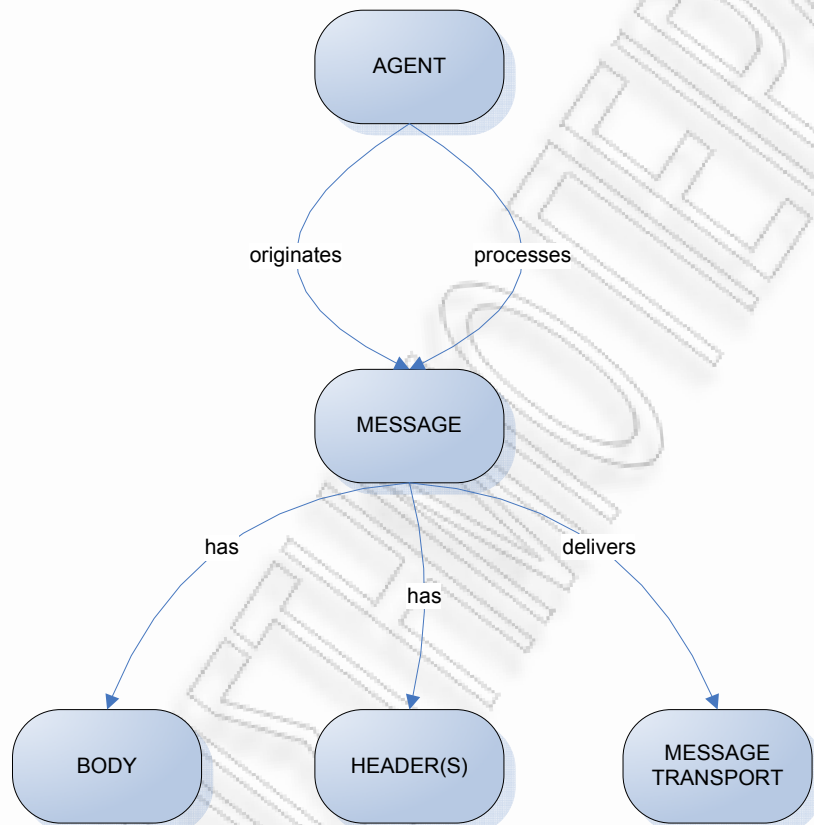 AGENT
originates
processes
MESSAGE
has
delivers
has
BODY
HEADER(S)
MESSAGE
TRANSPORT